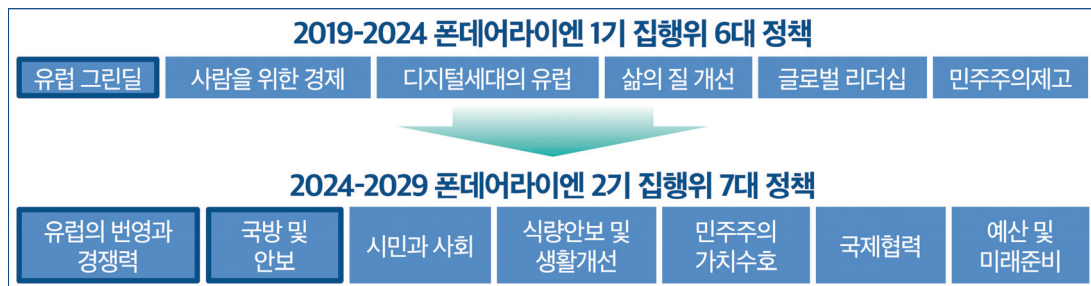 2019-2024 폰데어라이엔 1기 집행위 6대 정책
유럽 그린딜
사람을 위한 경제
디지털세대의 유럽
삶의 질 개선
글로벌 리더십
민주주의제고
2024-2029 폰데어라이엔 2기 집행위 7대 정책
유럽의 번영과
경쟁력
국방 및
안보
시민과 사회
식량안보 및
생활개선
민주주의
가치수호
국제협력
예산 및
미래준비